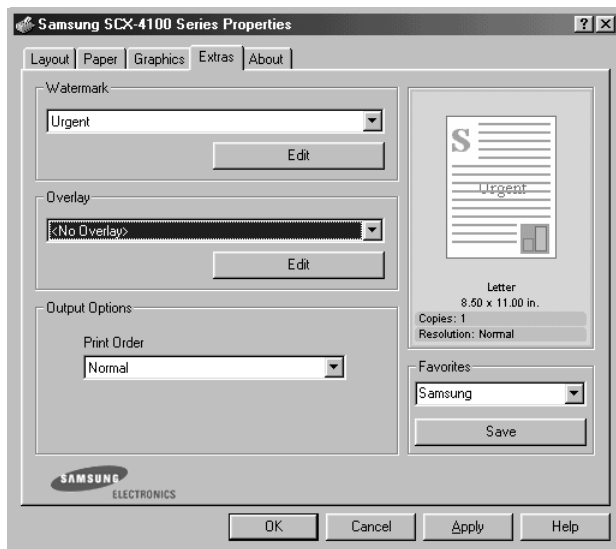 Samsung SCX-4100 Series Properties
Layout Paper Graphics Extras About
Watermark
Urgent
Edit
Overlay
<No Overlay>
Edit
Output Options
Print Order
Normal
S
Urgent
Letter
8.50 x 11.00 in.
Copies: 1
Resolution: Normal
Favorites
Samsung
Save
SAMSUNG
ELECTRONICS
OK Cancel Apply Help